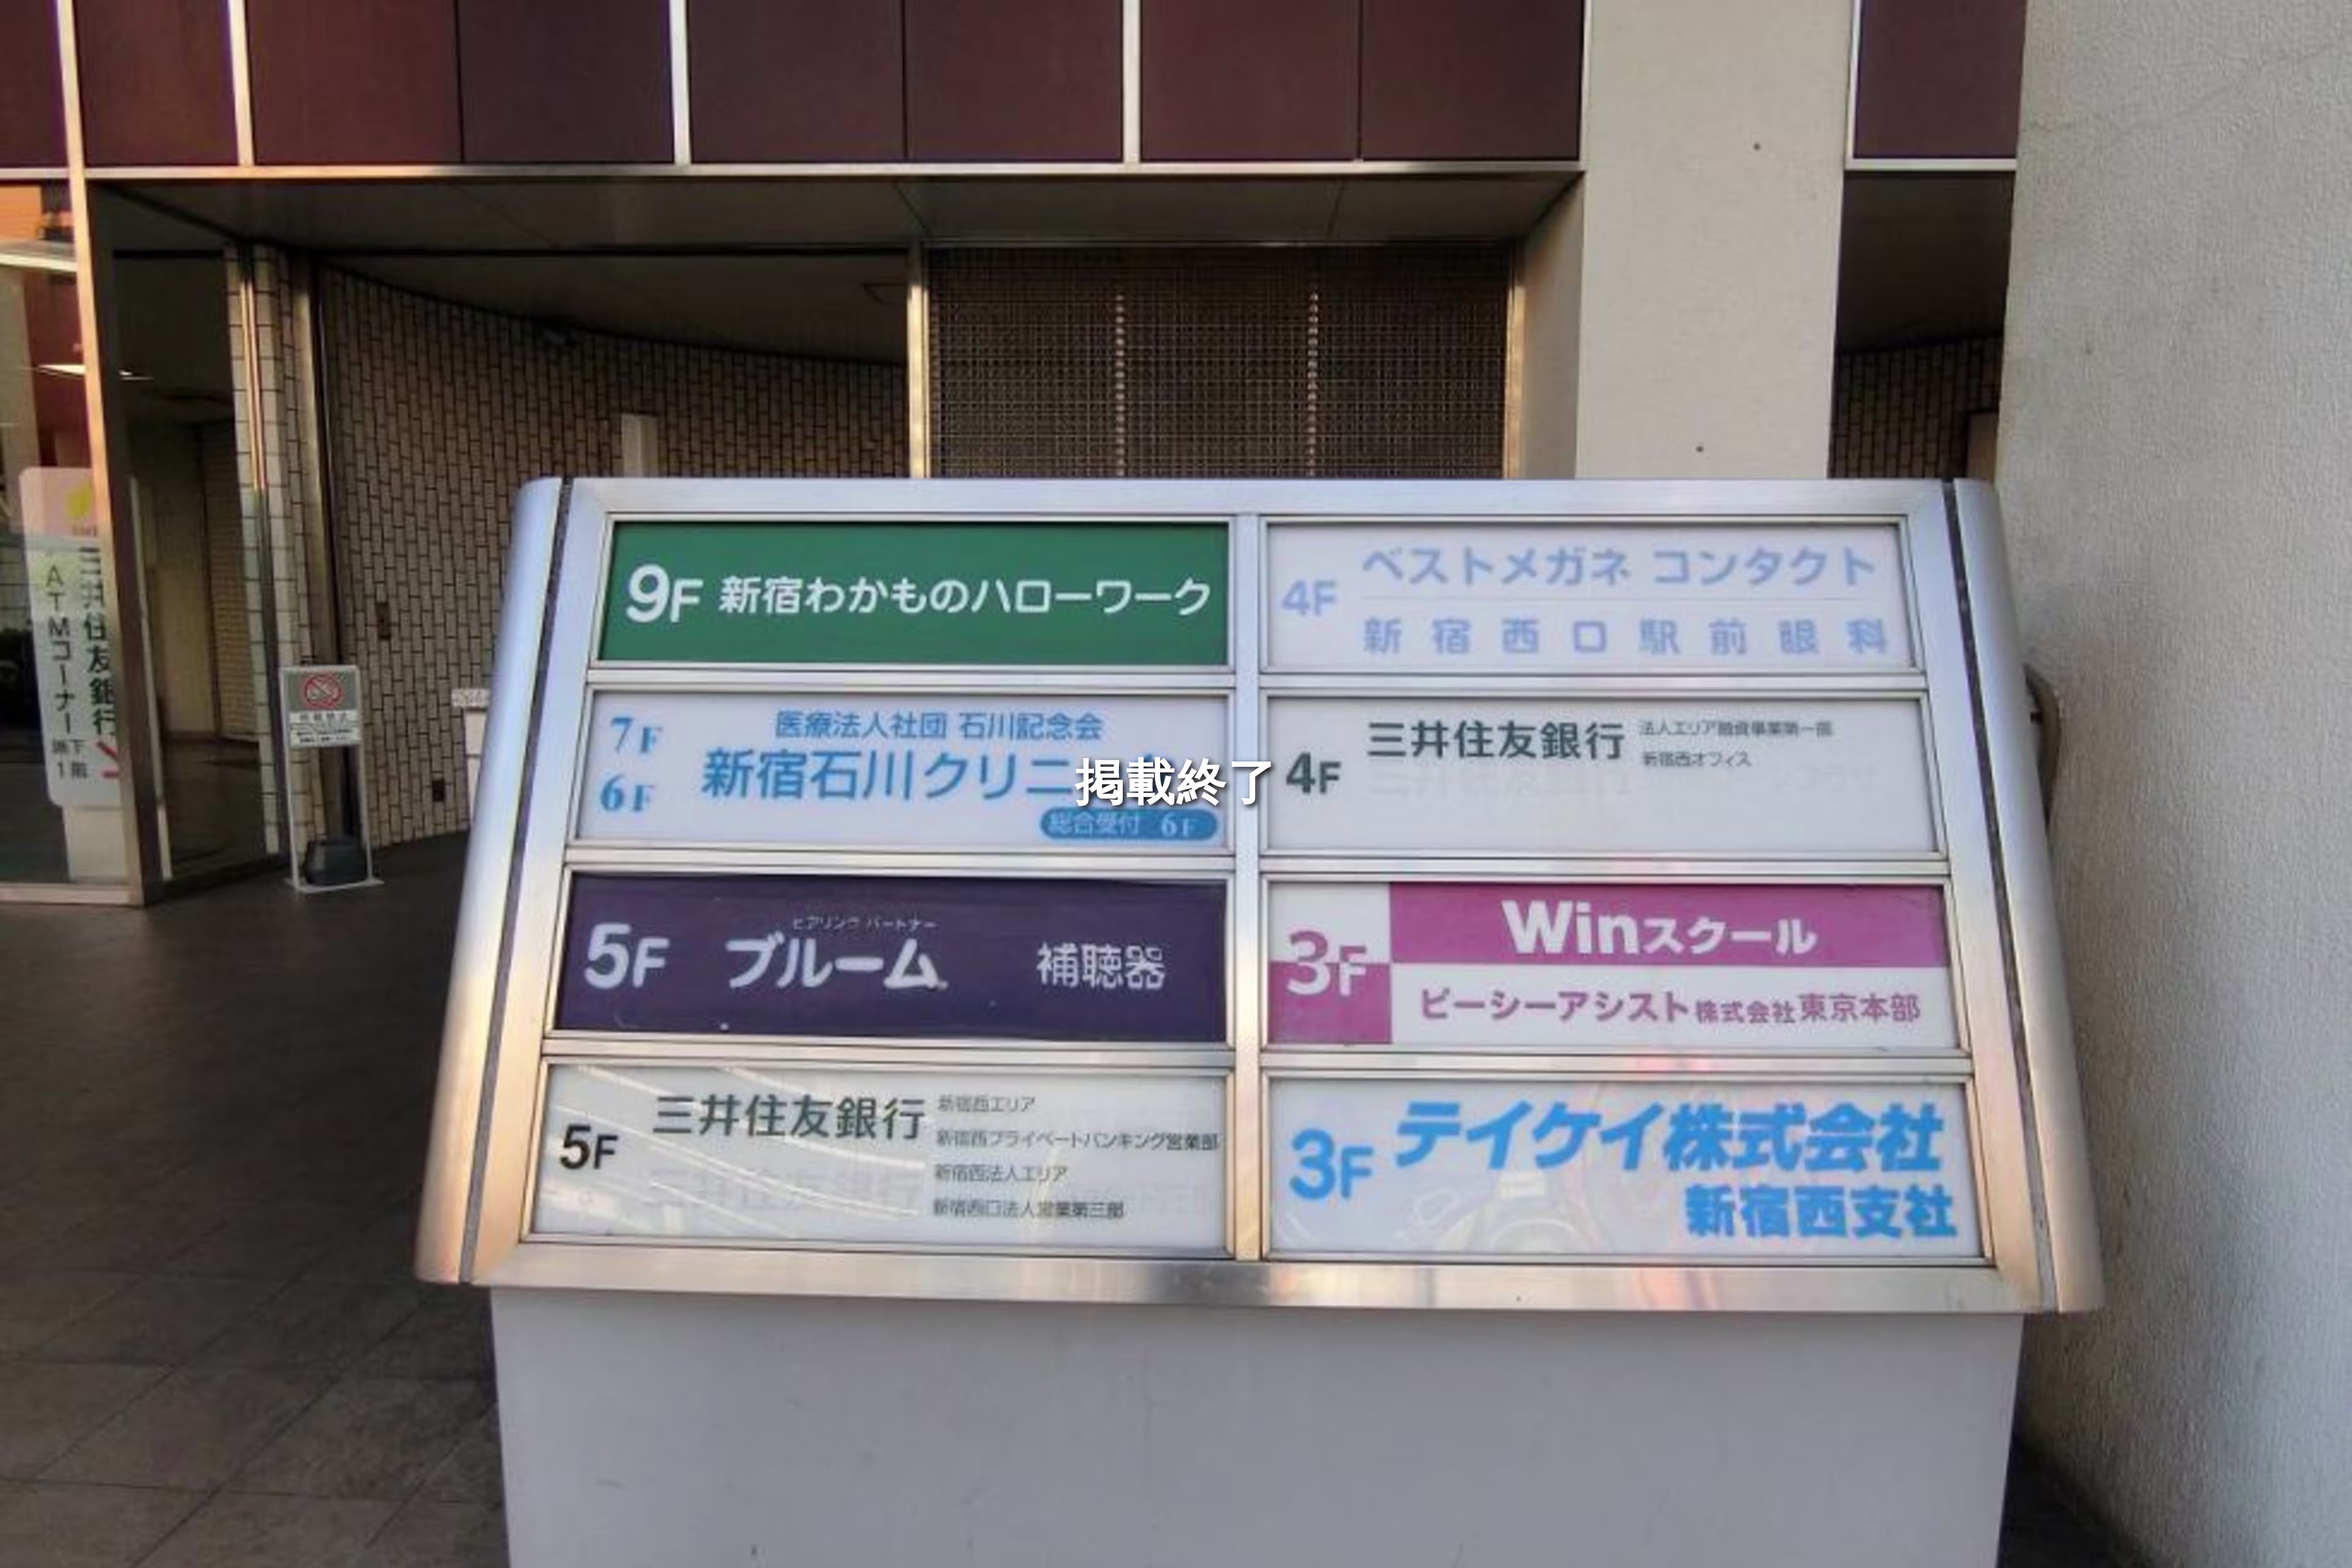 9F 新宿わかものハローワーク
7F
6F
医療法人社団 石川記念会
新宿石川クリニ
総合受付 6F
5F
ヒアリング パートナー
ブルーム 補聴器
5F
三井住友銀行
新宿西エリア
新宿西プライベートバンキング営業部
新宿西法人エリア
新宿西口法人営業第三部
4F
ベストメガネ コンタクト
新宿西口駅前眼科
4F
三井住友銀行
法人エリア融資事業第一部
新宿西オフィス
3F
Winスクール
ピーシーアシスト株式会社東京本部
3F
テイケイ株式会社
新宿西支社
掲載終了
三井住友銀行
ATMコーナー
地下
1階